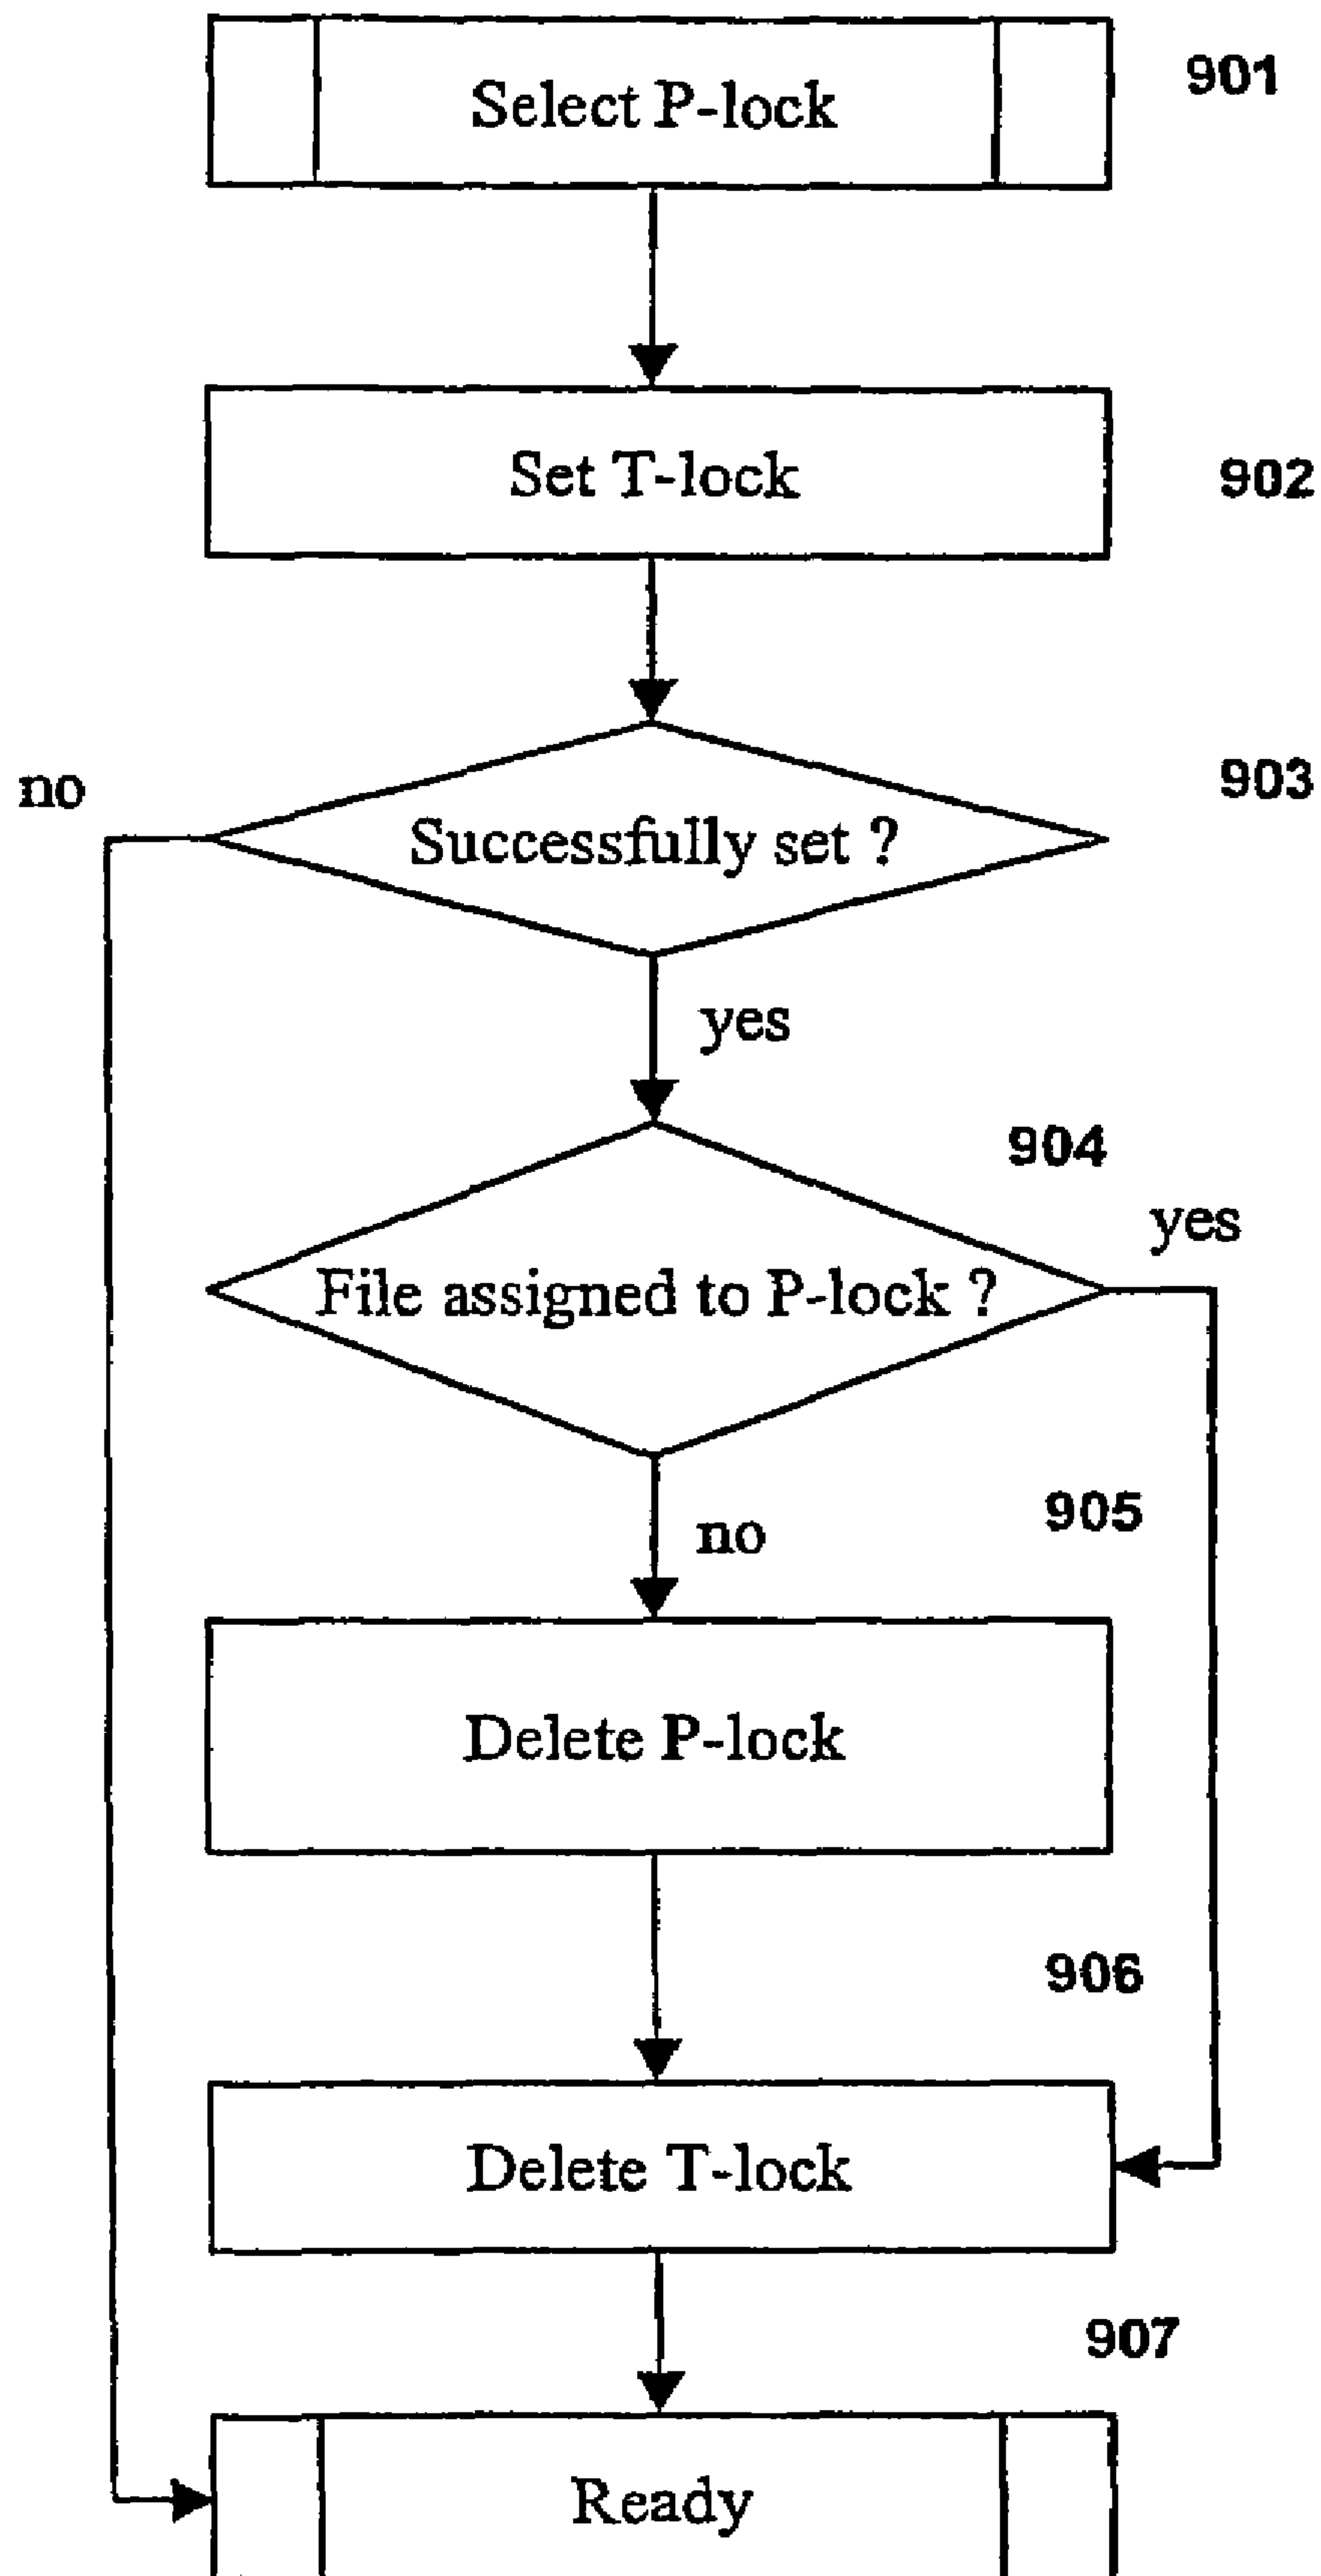 Select P-lock
901
Set T-lock
902
903
no
Successfully set ?
yes
904
yes
File assigned to P-lock ?
905
no
Delete P-lock
906
Delete T-lock
907
Ready